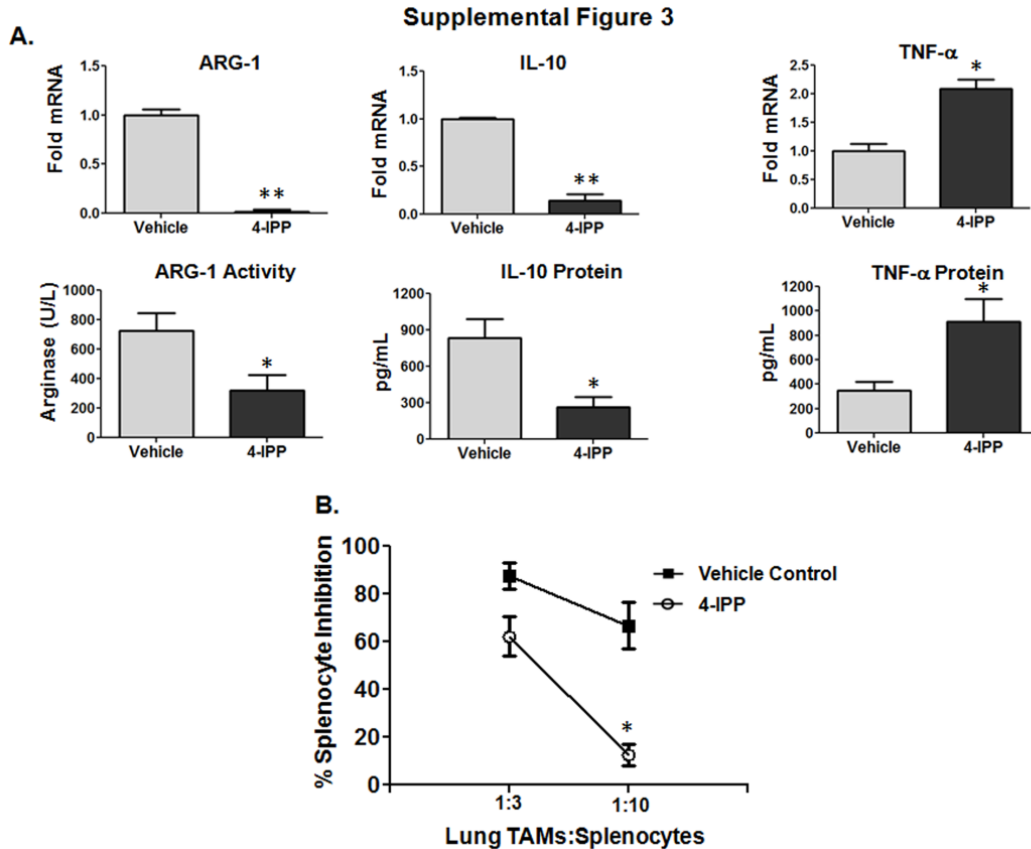 Supplemental Figure 3
A.
ARG-1
Fold mRNA
1.5
1.0
0.5
0.0
**
Vehicle
4-IPP
IL-10
Fold mRNA
1.5
1.0
0.5
0.0
**
Vehicle
4-IPP
TNF-α
Fold mRNA
2.5
2.0
1.5
1.0
0.5
0.0
*
Vehicle
4-IPP
ARG-1 Activity
Arginase (U/L)
1000
800
600
400
200
0
*
Vehicle
4-IPP
IL-10 Protein
pg/mL
1200
900
600
300
0
*
Vehicle
4-IPP
TNF-α Protein
pg/mL
1200
1000
800
600
400
200
0
*
Vehicle
4-IPP
B.
% Splenocyte Inhibition
100
80
60
40
20
0
*
1:3
1:10
Lung TAMs:Splenocytes
Vehicle Control
4-IPP